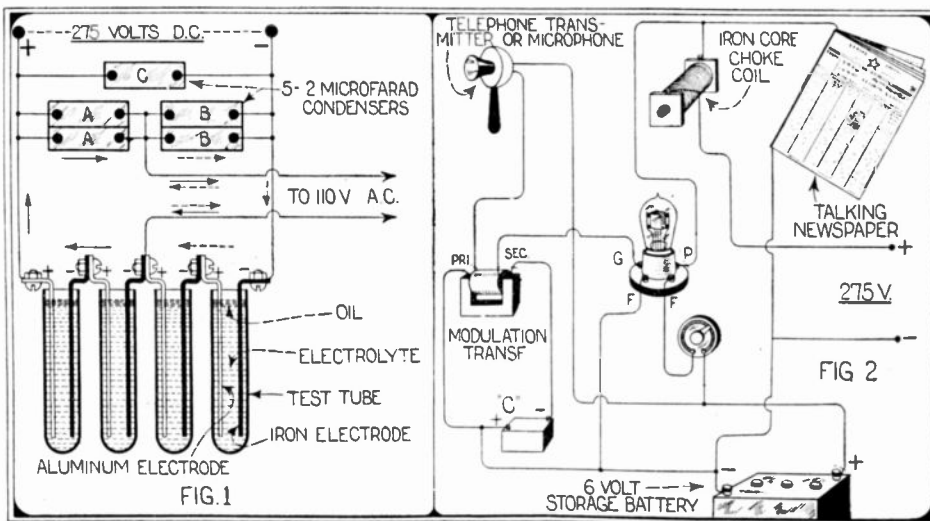 275 VOLTS D.C.
+ -
C
5-2 MICROFARAD
CONDENSERS
A B
A B
TO 110 V A.C.
+ - + - + - + -
OIL
ELECTROLYTE
TEST TUBE
IRON ELECTRODE
ALUMINUM ELECTRODE
FIG.1
TELEPHONE TRANS-
MITTER OR MICROPHONE
IRON CORE
CHOKE
COIL
TALKING
NEWSPAPER
+
275 V.
-
FIG 2
PRI. SEC.
MODULATION
TRANSF
G P
F F
"C"
+ -
- +
6 VOLT
STORAGE BATTERY